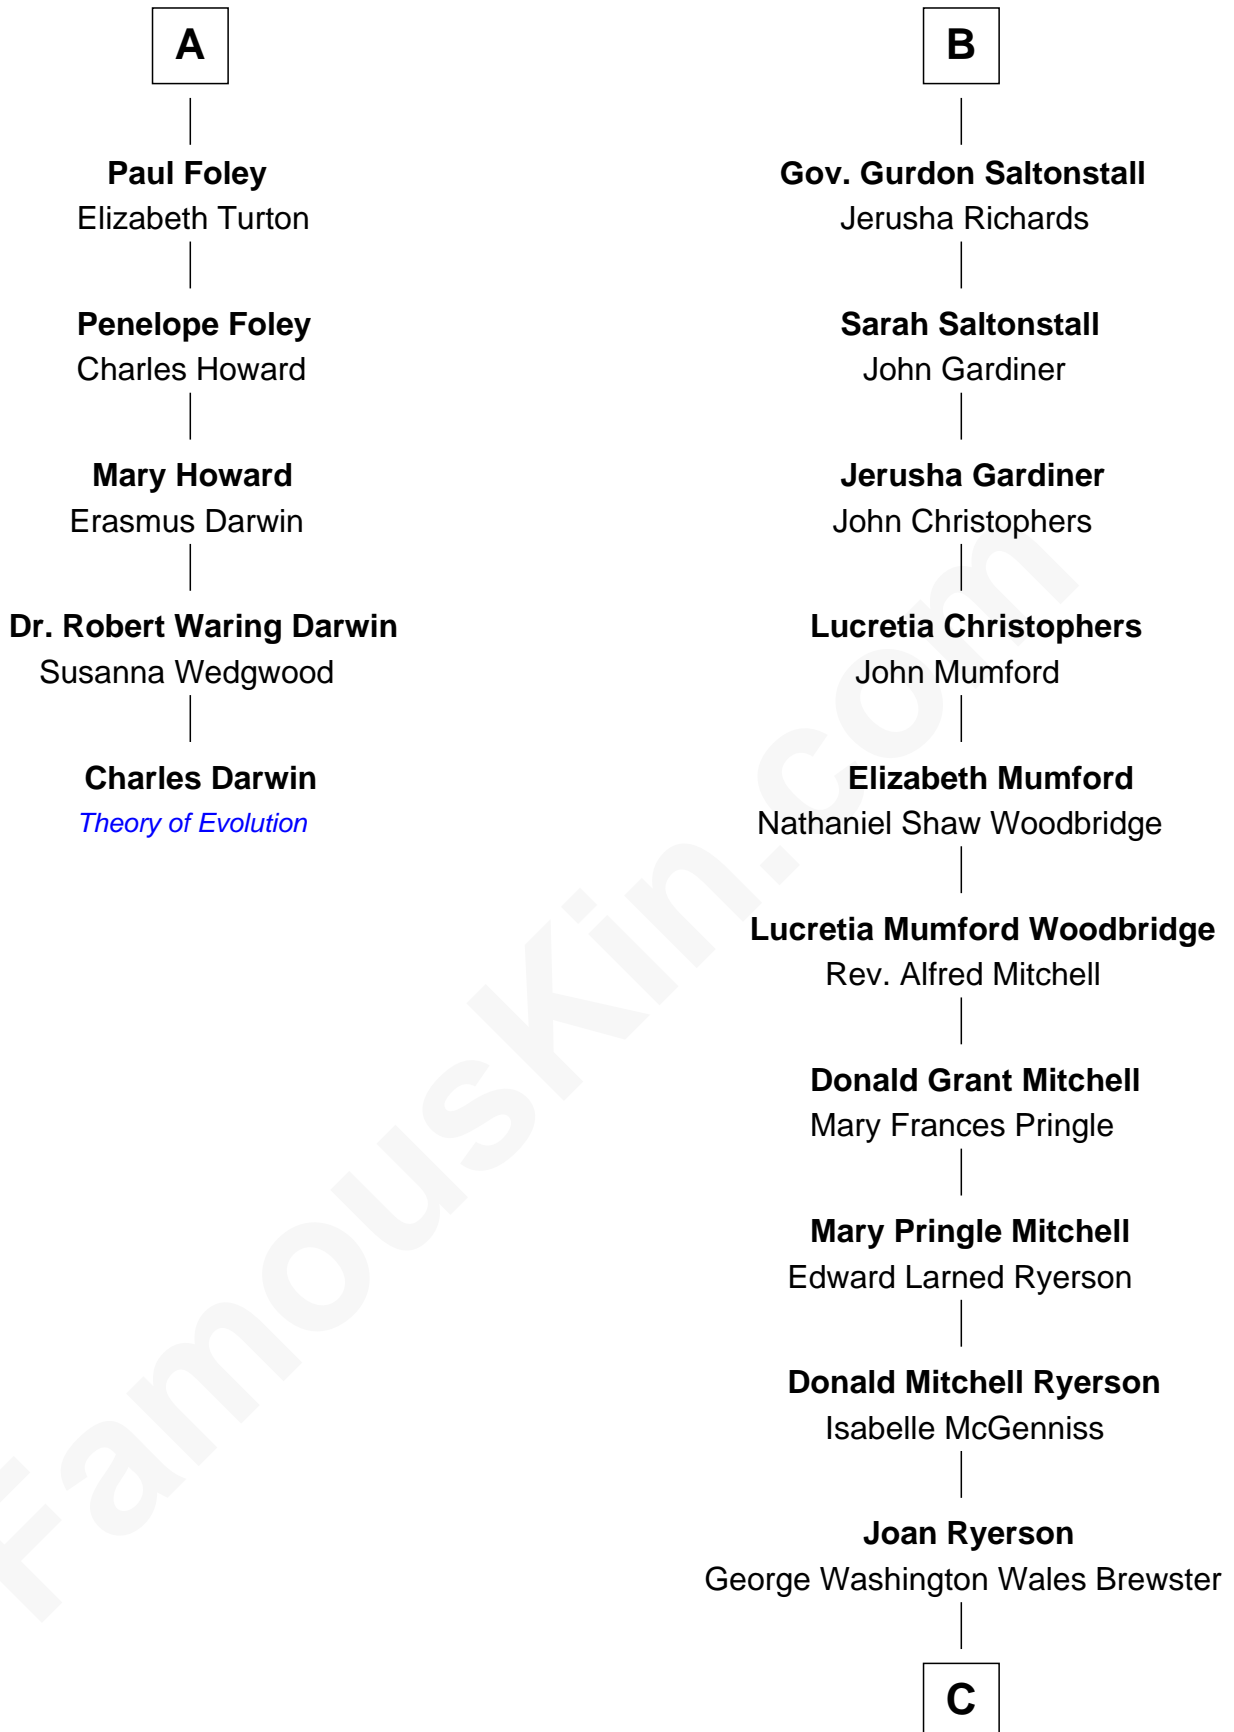 A
Paul Foley
Elizabeth Turton
Penelope Foley
Charles Howard
Mary Howard
Erasmus Darwin
Dr. Robert Waring Darwin
Susanna Wedgwood
Charles Darwin
Theory of Evolution
B
Gov. Gurdon Saltonstall
Jerusha Richards
Sarah Saltonstall
John Gardiner
Jerusha Gardiner
John Christophers
Lucretia Christophers
John Mumford
Elizabeth Mumford
Nathaniel Shaw Woodbridge
Lucretia Mumford Woodbridge
Rev. Alfred Mitchell
Donald Grant Mitchell
Mary Frances Pringle
Mary Pringle Mitchell
Edward Larned Ryerson
Donald Mitchell Ryerson
Isabelle McGenniss
Joan Ryerson
George Washington Wales Brewster
C
FamousKin.com